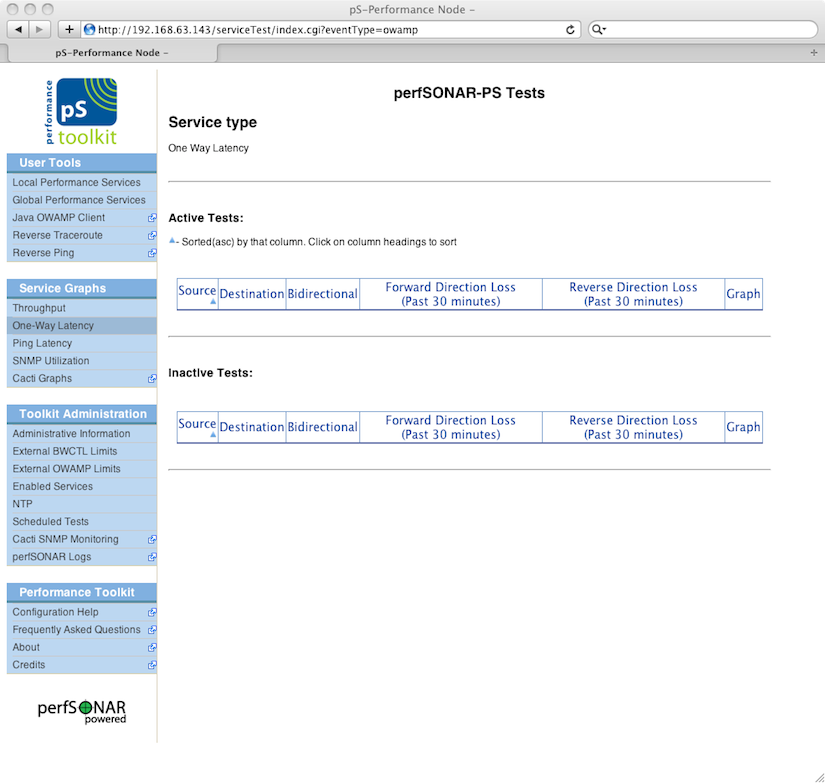 pS-Performance Node –
http://192.168.63.143/serviceTest/index.cgi?eventType=owamp
pS-Performance Node –
performance
pS
toolkit
User Tools
Local Performance Services
Global Performance Services
Java OWAMP Client
Reverse Traceroute
Reverse Ping
Service Graphs
Throughput
One-Way Latency
Ping Latency
SNMP Utilization
Cacti Graphs
Toolkit Administration
Administrative Information
External BWCTL Limits
External OWAMP Limits
Enabled Services
NTP
Scheduled Tests
Cacti SNMP Monitoring
perfSONAR Logs
Performance Toolkit
Configuration Help
Frequently Asked Questions
About
Credits
perfSONAR
powered
perfSONAR-PS Tests
Service type
One Way Latency
Active Tests:
- Sorted(asc) by that column. Click on column headings to sort
Source Destination Bidirectional Forward Direction Loss (Past 30 minutes) Reverse Direction Loss (Past 30 minutes) Graph
Inactive Tests:
Source Destination Bidirectional Forward Direction Loss (Past 30 minutes) Reverse Direction Loss (Past 30 minutes) Graph